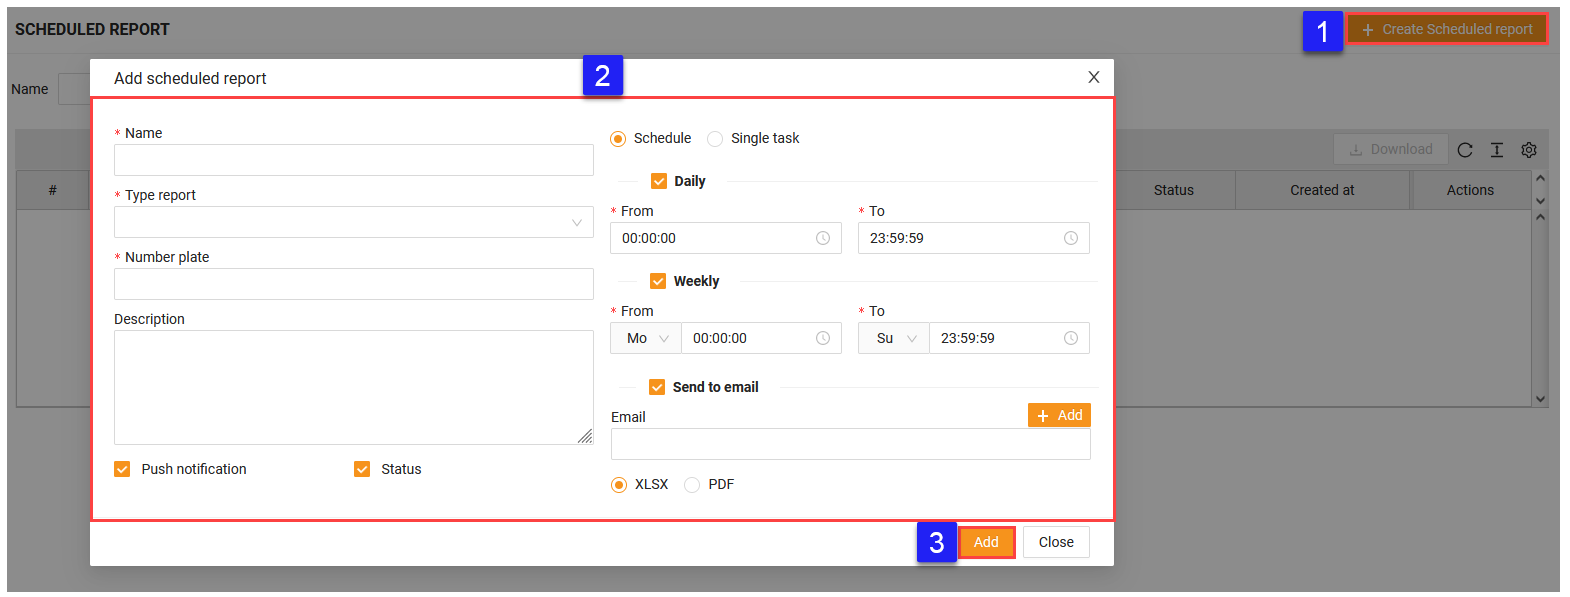 SCHEDULED REPORT
1
+ Create Scheduled report
Add scheduled report
2
X
Name
* Name
* Type report
* Number plate
Description
Push notification
Status
Schedule
Single task
Daily
* From
* To
00:00:00
23:59:59
Weekly
* From
* To
Mo
00:00:00
Su
23:59:59
Send to email
Email
+ Add
XLSX
PDF
3
Add
Close
Download
#
Status
Created at
Actions